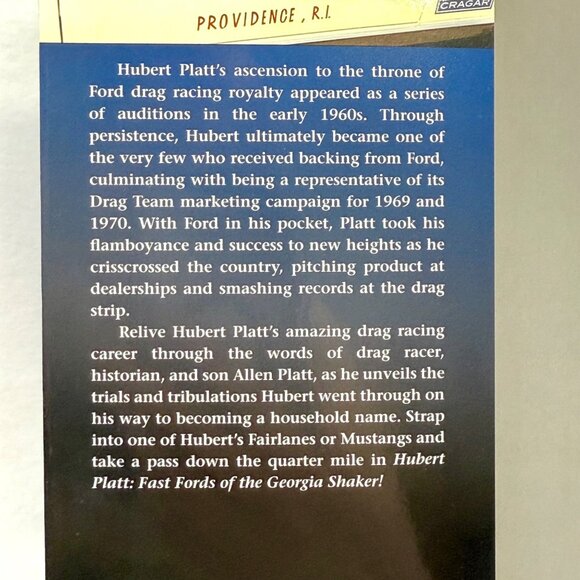 PROVIDENCE, R.I.
CRAGAR
Hubert Platt's ascension to the throne of
Ford drag racing royalty appeared as a series
of auditions in the early 1960s. Through
persistence, Hubert ultimately became one of
the very few who received backing from Ford,
culminating with being a representative of its
Drag Team marketing campaign for 1969 and
1970. With Ford in his pocket, Platt took his
flamboyance and success to new heights as he
crisscrossed the country, pitching product at
dealerships and smashing records at the drag
strip.
Relive Hubert Platt's amazing drag racing
career through the words of drag racer,
historian, and son Allen Platt, as he unveils the
trials and tribulations Hubert went through on
his way to becoming a household name. Strap
into one of Hubert's Fairlanes or Mustangs and
take a pass down the quarter mile in Hubert
Platt: Fast Fords of the Georgia Shaker!